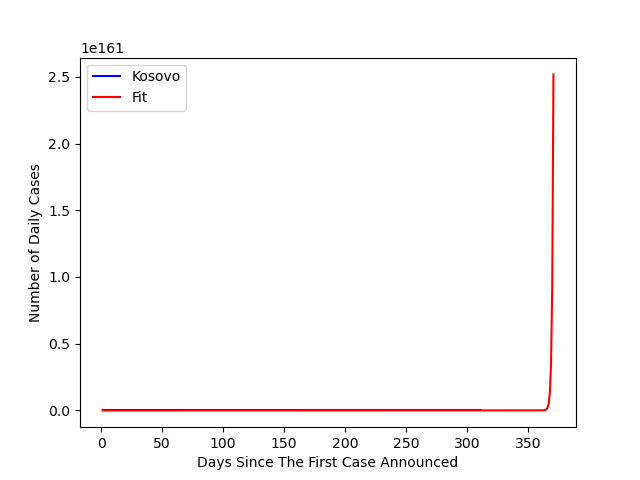 1e161
Kosovo
Fit
2.5
2.0
1.5
1.0
0.5
0.0
Number of Daily Cases
0 50 100 150 200 250 300 350
Days Since The First Case Announced